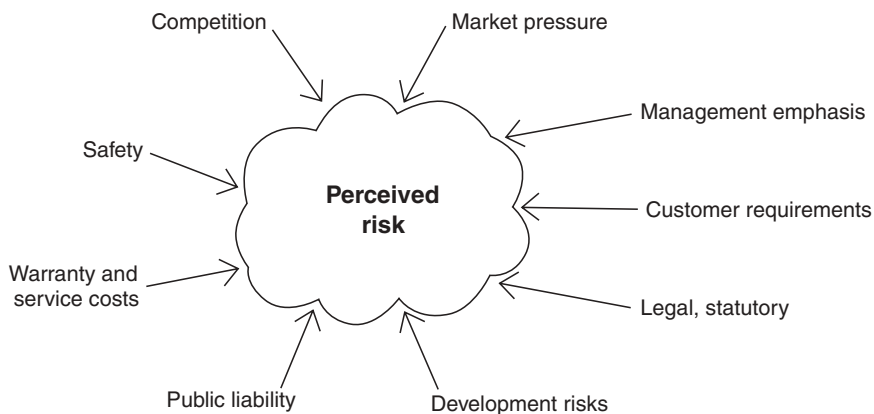 Competition
Market pressure
Management emphasis
Safety
Perceived
risk
Customer requirements
Warranty and
service costs
Legal, statutory
Public liability
Development risks